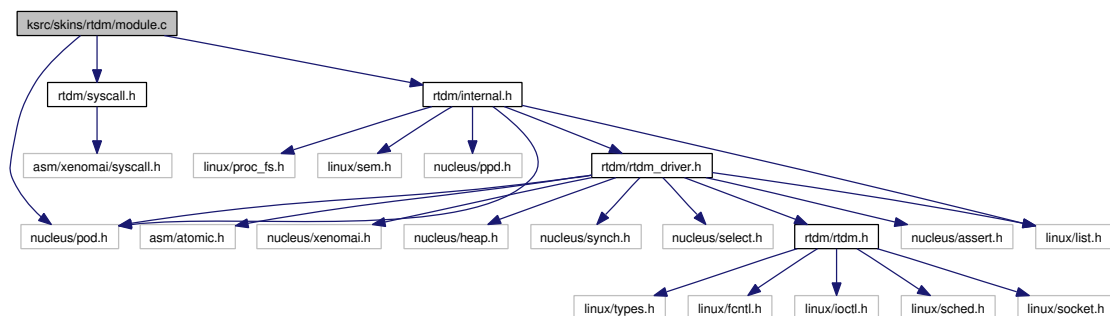 ksrc/skins/rtdm/module.c
rtdm/syscall.h
rtdm/internal.h
asm/xenomai/syscall.h
linux/proc_fs.h
linux/sem.h
nucleus/ppd.h
rtdm/rtdm_driver.h
nucleus/pod.h
asm/atomic.h
nucleus/xenomai.h
nucleus/heap.h
nucleus/synch.h
nucleus/select.h
rtdm/rtdm.h
nucleus/assert.h
linux/list.h
linux/types.h
linux/fcntl.h
linux/ioctl.h
linux/sched.h
linux/socket.h